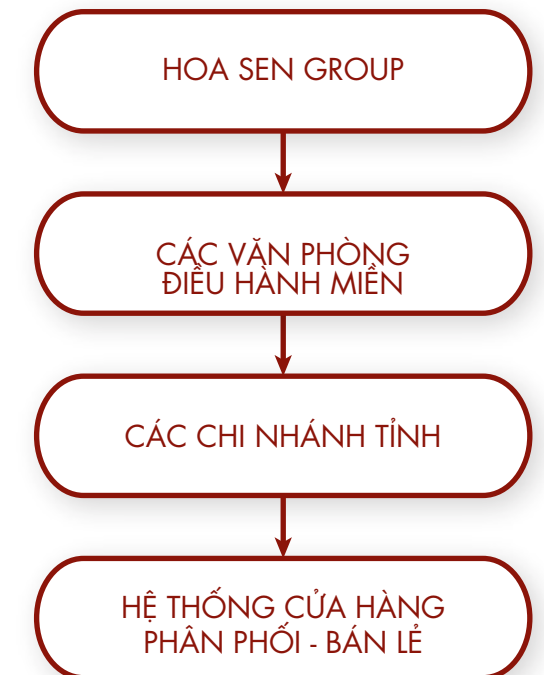 HOA SEN GROUP
CÁC VĂN PHÒNG
ĐIỀU HÀNH MIỀN
CÁC CHI NHÁNH TỈNH
HỆ THỐNG CỬA HÀNG
PHÂN PHỐI - BÁN LẺ